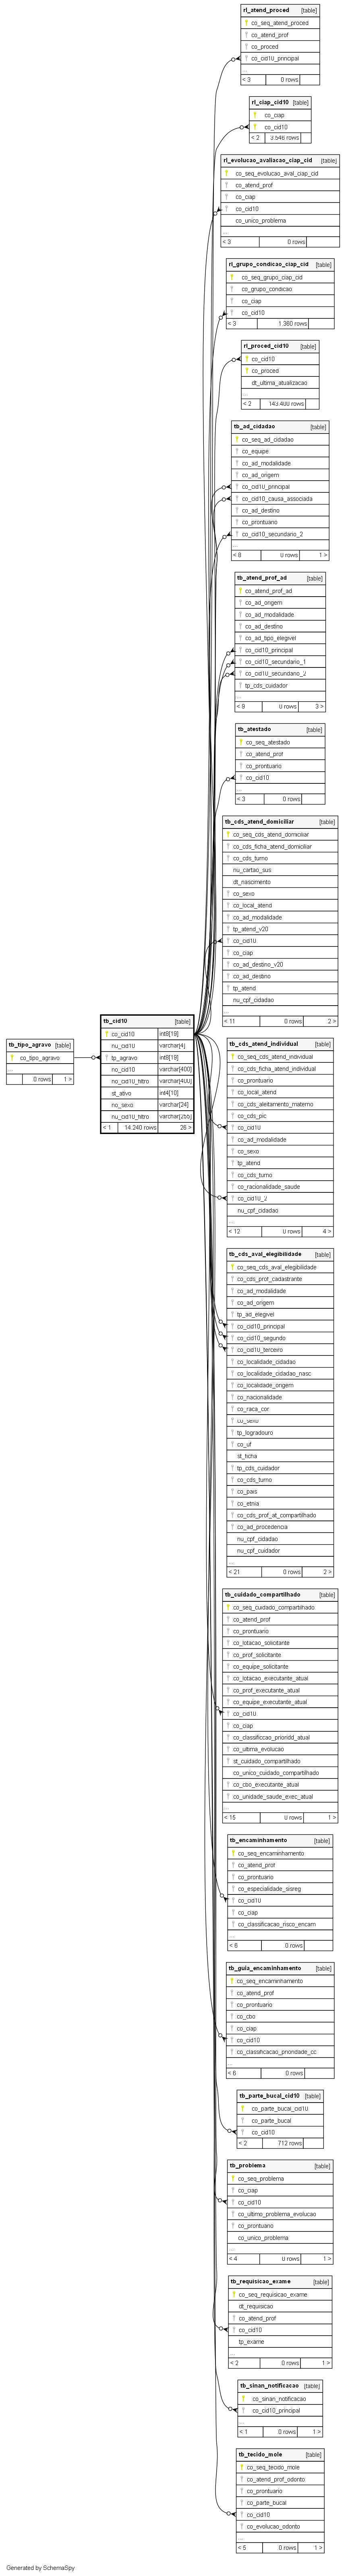 rl_atend_proced [table]
co_seq_atend_proced
co_atend_prof
co_proced
co_cid10_principal
...
< 3 0 rows
rl_ciap_cid10 [table]
co_ciap
co_cid10
< 2 3.646 rows
rl_evolucao_avaliacao_ciap_cid [table]
co_seq_evolucao_aval_ciap_cid
co_atend_prof
co_ciap
co_cid10
co_unico_problema
...
< 3 0 rows
rl_grupo_condicao_ciap_cid [table]
co_seq_grupo_ciap_cid
co_grupo_condicao
co_ciap
co_cid10
< 3 1.360 rows
rl_proced_cid10 [table]
co_cid10
co_proced
dt_ultima_atualizacao
...
< 2 143.400 rows
tb_ad_cidadao [table]
co_seq_ad_cidadao
co_equipe
co_ad_modalidade
co_ad_origem
co_cid10_principal
co_cid10_causa_associada
co_ad_destino
co_prontuario
co_cid10_secundario_2
...
< 8 0 rows 1 >
tb_atend_prof_ad [table]
co_atend_prof_ad
co_ad_origem
co_ad_modalidade
co_ad_destino
co_ad_tipo_elegivel
co_cid10_principal
co_cid10_secundario_1
co_cid10_secundario_2
tp_cds_cuidador
...
< 8 0 rows 3 >
tb_atestado [table]
co_seq_atestado
co_atend_prof
co_prontuario
co_cid10
...
< 3 0 rows
tb_cds_atend_domiciliar [table]
co_seq_cds_atend_domiciliar
co_cds_ficha_atend_domiciliar
co_cds_turno
nu_cartao_sus
dt_nascimento
co_sexo
co_local_atend
co_ad_modalidade
tp_atend_v20
co_cid10
co_ciap
co_ad_destino_v20
co_ad_destino
tp_atend
nu_cpf_cidadao
...
< 11 0 rows 2 >
tb_cid10 [table]
co_cid10 int8[19]
nu_cid10 varchar[4]
tp_agravo int8[19]
no_cid10 varchar[400]
no_cid10_filtro varchar[400]
st_ativo int4[10]
no_sexo varchar[24]
nu_cid10_filtro varchar[255]
< 1 14.240 rows 26 >
tb_tipo_agravo [table]
co_tipo_agravo
...
0 rows 1 >
tb_cds_atend_individual [table]
co_seq_cds_atend_individual
co_cds_ficha_atend_individual
co_prontuario
co_local_atend
co_cds_aleitamento_materno
co_cds_pic
co_cid10
co_ad_modalidade
co_sexo
tp_atend
co_cds_turno
co_racionalidade_saude
co_cid10_2
nu_cpf_cidadao
...
< 12 0 rows 4 >
tb_cds_aval_elegibilidade [table]
co_seq_cds_aval_elegibilidade
co_cds_prof_cadastrante
co_ad_modalidade
co_ad_origem
tp_ad_elegivel
co_cid10_principal
co_cid10_segundo
co_cid10_terceiro
co_localidade_cidadao
co_localidade_cidadao_nasc
co_localidade_origem
co_nacionalidade
co_raca_cor
co_sexo
tp_logradouro
co_uf
st_ficha
tp_cds_cuidador
co_cds_turno
co_pais
co_etnia
co_cds_prof_at_compartilhado
co_ad_procedencia
nu_cpf_cidadao
nu_cpf_cuidador
...
< 21 0 rows 2 >
tb_cuidado_compartilhado [table]
co_seq_cuidado_compartilhado
co_atend_prof
co_prontuario
co_lotacao_solicitante
co_prof_solicitante
co_equipe_solicitante
co_lotacao_executante_atual
co_prof_executante_atual
co_equipe_executante_atual
co_cid10
co_ciap
co_classificcao_prioridd_atual
co_ultima_evolucao
st_cuidado_compartilhado
co_unico_cuidado_compartilhado
co_cbo_executante_atual
co_unidade_saude_exec_atual
...
< 15 0 rows 1 >
tb_encaminhamento [table]
co_seq_encaminhamento
co_atend_prof
co_prontuario
co_especialidade_sisreg
co_cid10
co_ciap
co_classificacao_risco_encam
...
< 6 0 rows
tb_guia_encaminhamento [table]
co_seq_encaminhamento
co_atend_prof
co_prontuario
co_cbo
co_ciap
co_cid10
co_classificacao_prioridade_cc
...
< 6 0 rows
tb_parte_bucal_cid10 [table]
co_parte_bucal_cid10
co_parte_bucal
co_cid10
< 2 712 rows
tb_problema [table]
co_seq_problema
co_ciap
co_cid10
co_ultimo_problema_evolucao
co_prontuario
co_unico_problema
...
< 4 0 rows 1 >
tb_requisicao_exame [table]
co_seq_requisicao_exame
dt_requisicao
co_atend_prof
co_cid10
tp_exame
...
< 2 0 rows 1 >
tb_sinan_notificacao [table]
co_sinan_notificacao
co_cid10_principal
...
< 1 0 rows 1 >
tb_tecido_mole [table]
co_seq_tecido_mole
co_atend_prof_odonto
co_prontuario
co_parte_bucal
co_cid10
co_evolucao_odonto
...
< 5 0 rows 1 >
Generated by SchemaSpy